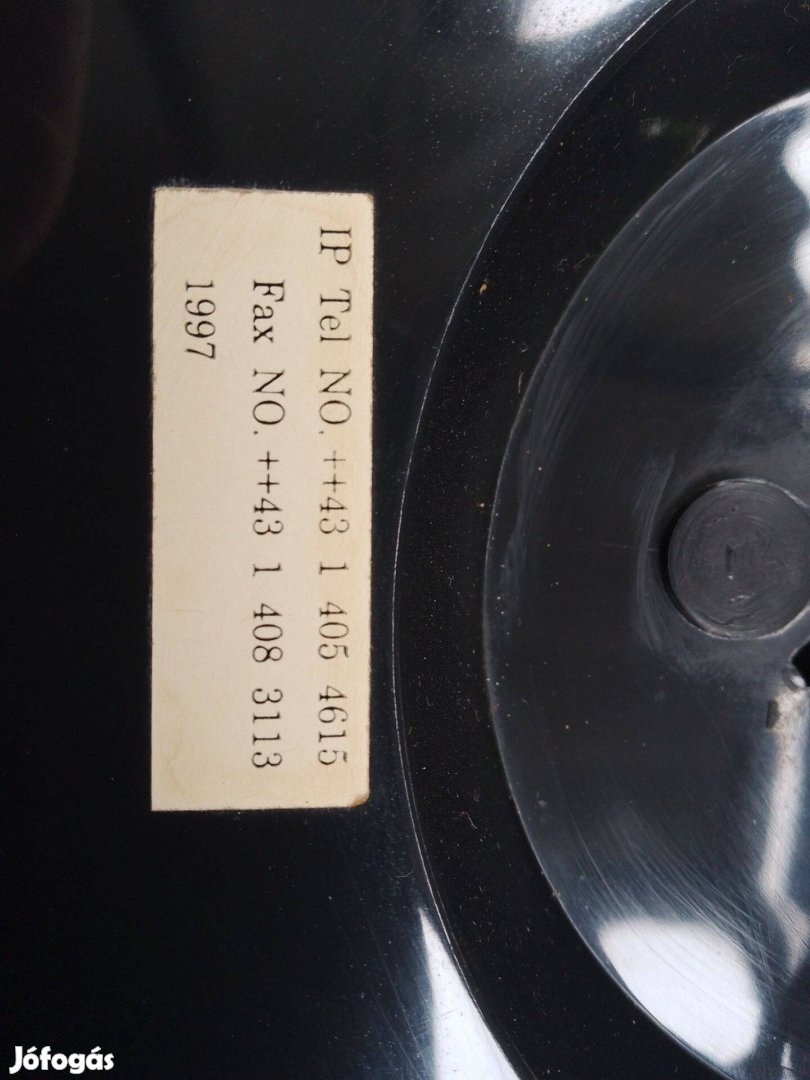 IP Tel NO. ++43 1 405 4615
Fax NO. ++43 1 408 3113
1997
Jófogás